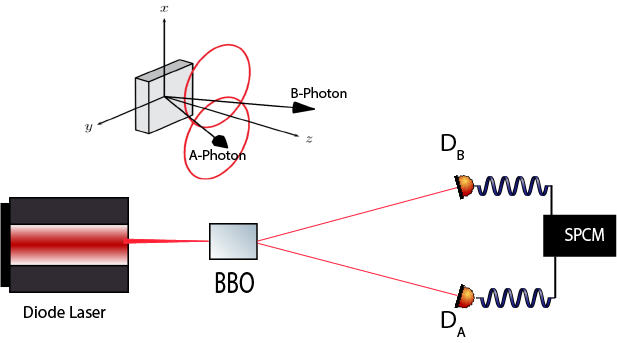 x
B-Photon
y
z
A-Photon
D_B
SPCM
BBO
Diode Laser
D_A